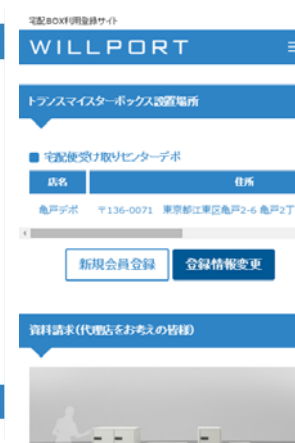 宅配BOX利用登録サイト
WILLPORT
トランスマイスターボックス設置場所
宅配便受け取りセンターデポ
店名 住所
亀戸デポ 〒136-0071 東京都江東区亀戸2-6 亀戸2丁
新規会員登録 登録情報変更
資料請求(代理店をお考えの皆様)